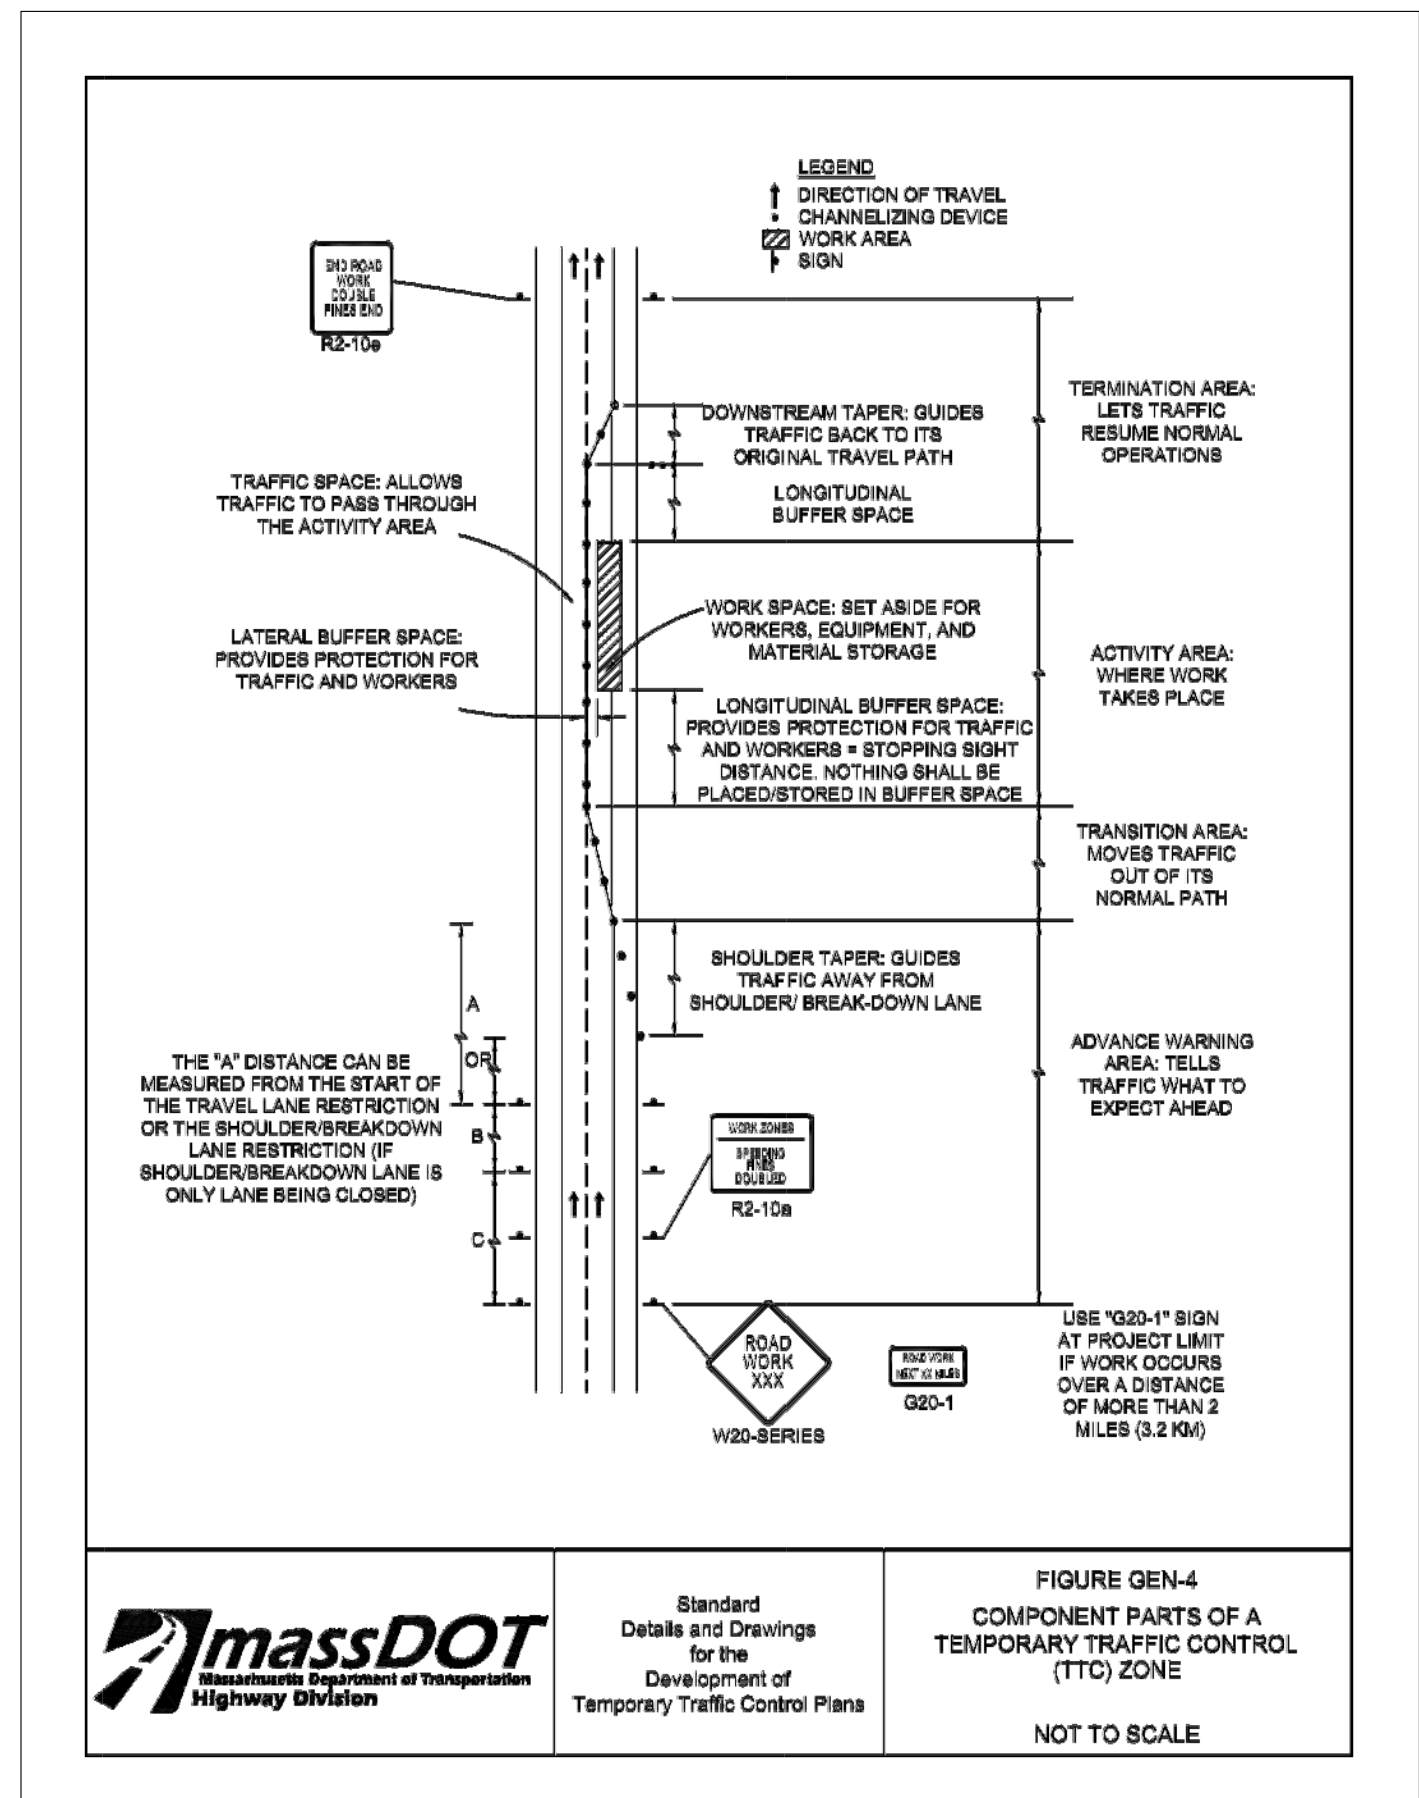 LEGEND
DIRECTION OF TRAVEL
CHANNELIZING DEVICE
WORK AREA
SIGN
END ROAD
WORK
DOUBLE
FINES END
R2-10e
TERMINATION AREA:
LETS TRAFFIC
RESUME NORMAL
OPERATIONS
DOWNSTREAM TAPER: GUIDES
TRAFFIC BACK TO ITS
ORIGINAL TRAVEL PATH
TRAFFIC SPACE: ALLOWS
TRAFFIC TO PASS THROUGH
THE ACTIVITY AREA
LONGITUDINAL
BUFFER SPACE
WORK SPACE: SET ASIDE FOR
WORKERS, EQUIPMENT, AND
MATERIAL STORAGE
LATERAL BUFFER SPACE:
PROVIDES PROTECTION FOR
TRAFFIC AND WORKERS
ACTIVITY AREA:
WHERE WORK
TAKES PLACE
LONGITUDINAL BUFFER SPACE:
PROVIDES PROTECTION FOR TRAFFIC
AND WORKERS = STOPPING SIGHT
DISTANCE. NOTHING SHALL BE
PLACED/STORED IN BUFFER SPACE
TRANSITION AREA:
MOVES TRAFFIC
OUT OF ITS
NORMAL PATH
SHOULDER TAPER: GUIDES
TRAFFIC AWAY FROM
SHOULDER/ BREAK-DOWN LANE
A
OR
B
C
THE "A" DISTANCE CAN BE
MEASURED FROM THE START OF
THE TRAVEL LANE RESTRICTION
OR THE SHOULDER/BREAKDOWN
LANE RESTRICTION (IF
SHOULDER/BREAKDOWN LANE IS
ONLY LANE BEING CLOSED)
ADVANCE WARNING
AREA: TELLS
TRAFFIC WHAT TO
EXPECT AHEAD
WORK ZONES
SPEEDING
FINES
DOUBLED
R2-10a
ROAD
WORK
XXX
W20-SERIES
ROAD WORK
NEXT XX MILES
G20-1
USE "G20-1" SIGN
AT PROJECT LIMIT
IF WORK OCCURS
OVER A DISTANCE
OF MORE THAN 2
MILES (3.2 KM)
massDOT
Massachusetts Department of Transportation
Highway Division
Standard
Details and Drawings
for the
Development of
Temporary Traffic Control Plans
FIGURE GEN-4
COMPONENT PARTS OF A
TEMPORARY TRAFFIC CONTROL
(TTC) ZONE
NOT TO SCALE